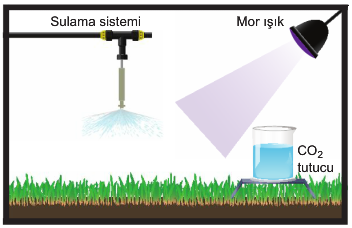 Sulama sistemi
Mor ışık
CO₂
tutucu